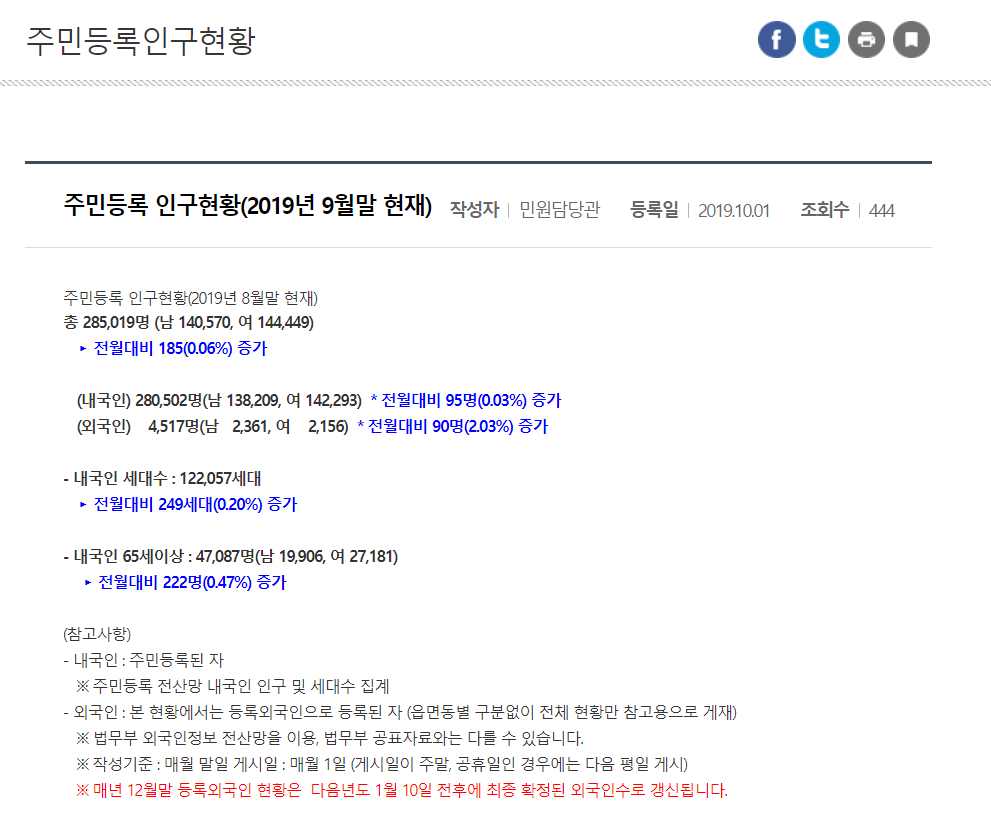 주민등록인구현황
주민등록 인구현황(2019년 9월말 현재) 작성자 민원담당관 등록일 2019.10.01 조회수 444
주민등록 인구현황(2019년 8월말 현재)
총 285,019명 (남 140,570, 여 144,449)
▸ 전월대비 185(0.06%) 증가
(내국인) 280,502명(남 138,209, 여 142,293) * 전월대비 95명(0.03%) 증가
(외국인) 4,517명(남 2,361, 여 2,156) * 전월대비 90명(2.03%) 증가
- 내국인 세대수 : 122,057세대
▸ 전월대비 249세대(0.20%) 증가
- 내국인 65세이상 : 47,087명(남 19,906, 여 27,181)
▸ 전월대비 222명(0.47%) 증가
(참고사항)
- 내국인 : 주민등록된 자
※ 주민등록 전산망 내국인 인구 및 세대수 집계
- 외국인 : 본 현황에서는 등록외국인으로 등록된 자 (읍면동별 구분없이 전체 현황만 참고용으로 게재)
※ 법무부 외국인정보 전산망을 이용, 법무부 공표자료와는 다를 수 있습니다.
※ 작성기준 : 매월 말일 게시일 : 매월 1일 (게시일이 주말, 공휴일인 경우에는 다음 평일 게시)
※ 매년 12월말 등록외국인 현황은 다음년도 1월 10일 전후에 최종 확정된 외국인수로 갱신됩니다.